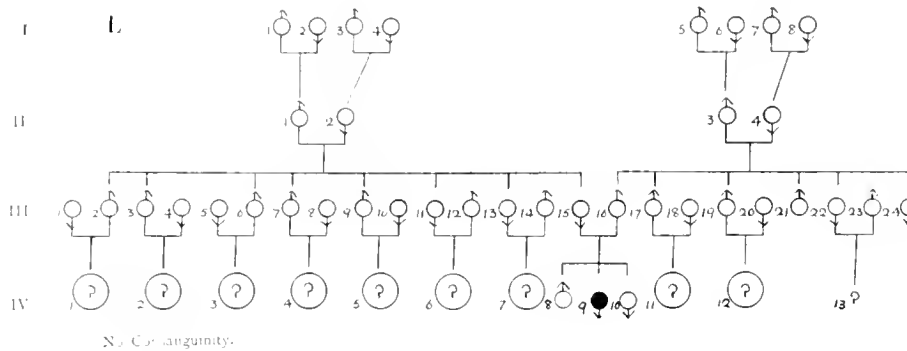 I L 1 2 3 4 5 6 7 8
II 1 2 3 4
III 1 2 3 4 5 6 7 8 9 10 11 12 13 14 15 16 17 18 19 20 21 22 23 24
? ? ? ? ? ? ? ? ?
IV 1 2 3 4 5 6 7 8 9 10 11 12 13 ?
No Consanguinity.